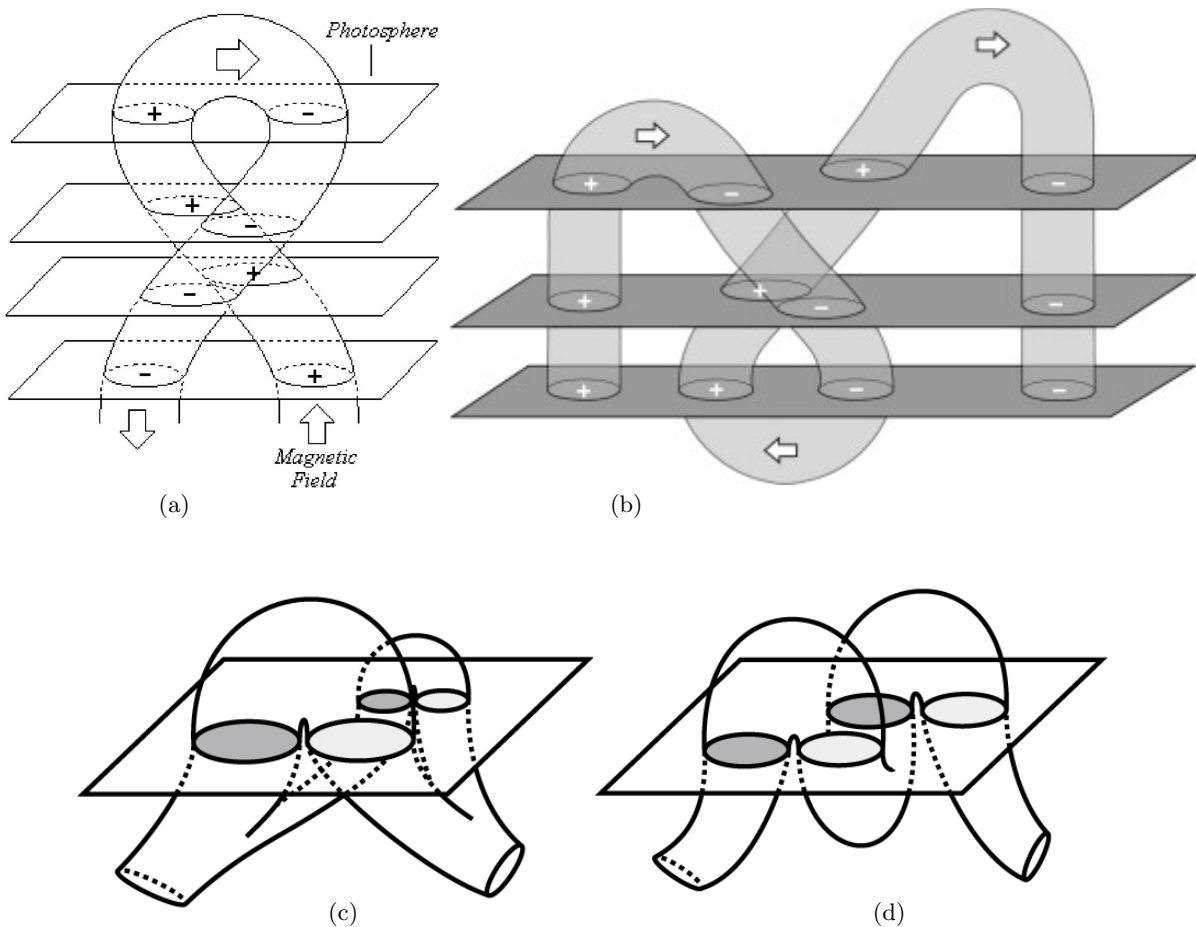 Photosphere
+ -
+
-
+
-
- +
Magnetic
Field
(a)
+ - + -
+ + - -
+ + - -
(b)
(c)
(d)